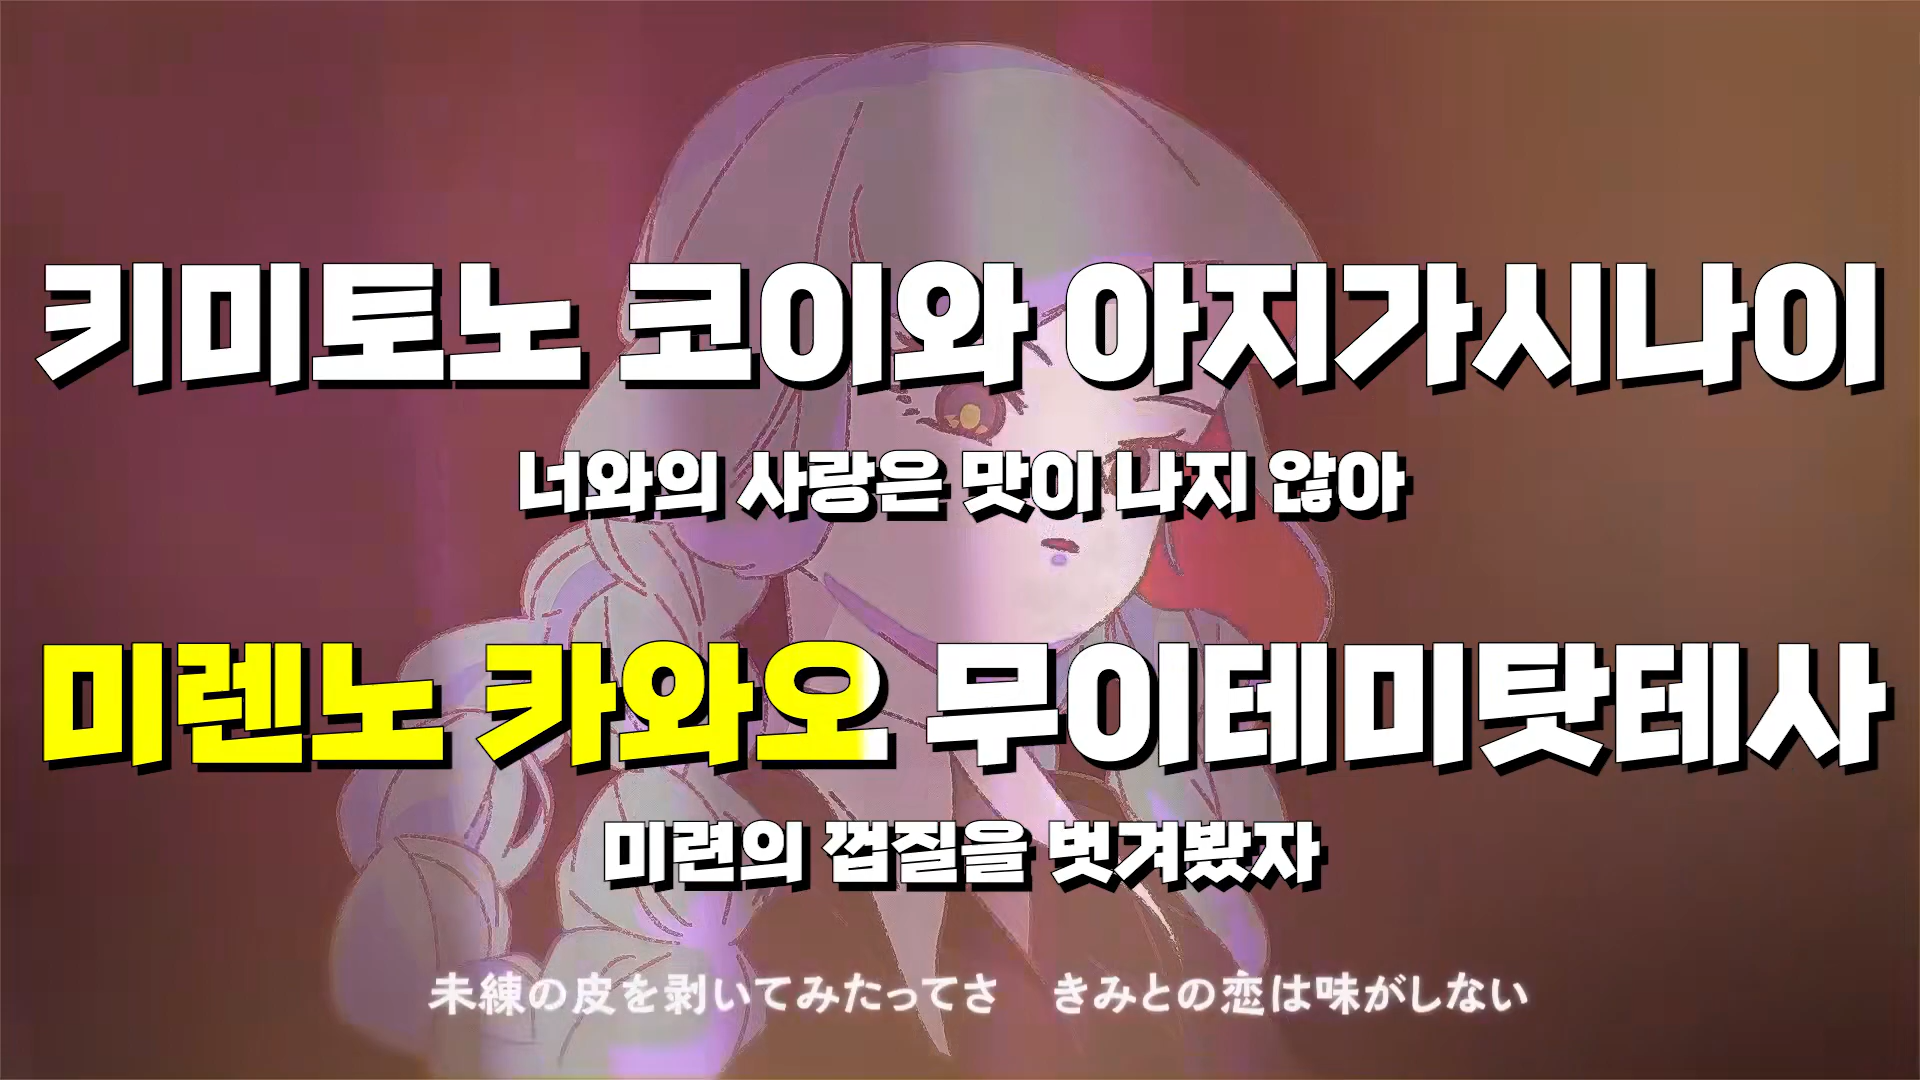 키미토노 코이와 아지가시나이
너와의 사랑은 맛이 나지 않아
미렌노 카와오 무이테미탓테사
미련의 껍질을 벗겨봤자
未練の皮を剥いてみたってさ　きみとの恋は味がしない